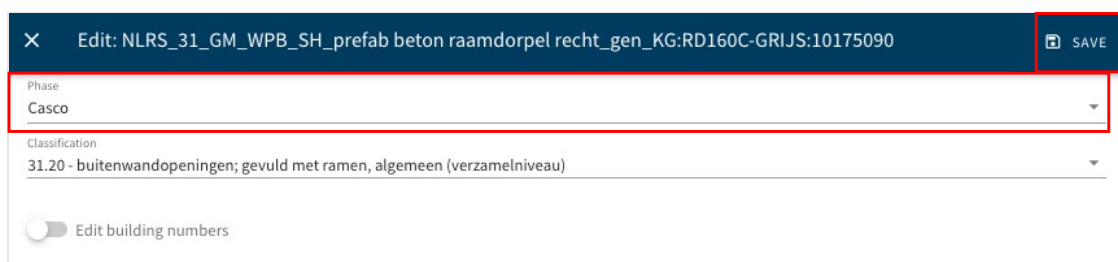 Edit: NLRS_31_GM_WPB_SH_prefab beton raamdorpel recht_gen_KG:RD160C-GRIJS:10175090 SAVE
Phase
Casco
Classification
31.20 - buitenwandopeningen; gevuld met ramen, algemeen (verzamelniveau)
Edit building numbers